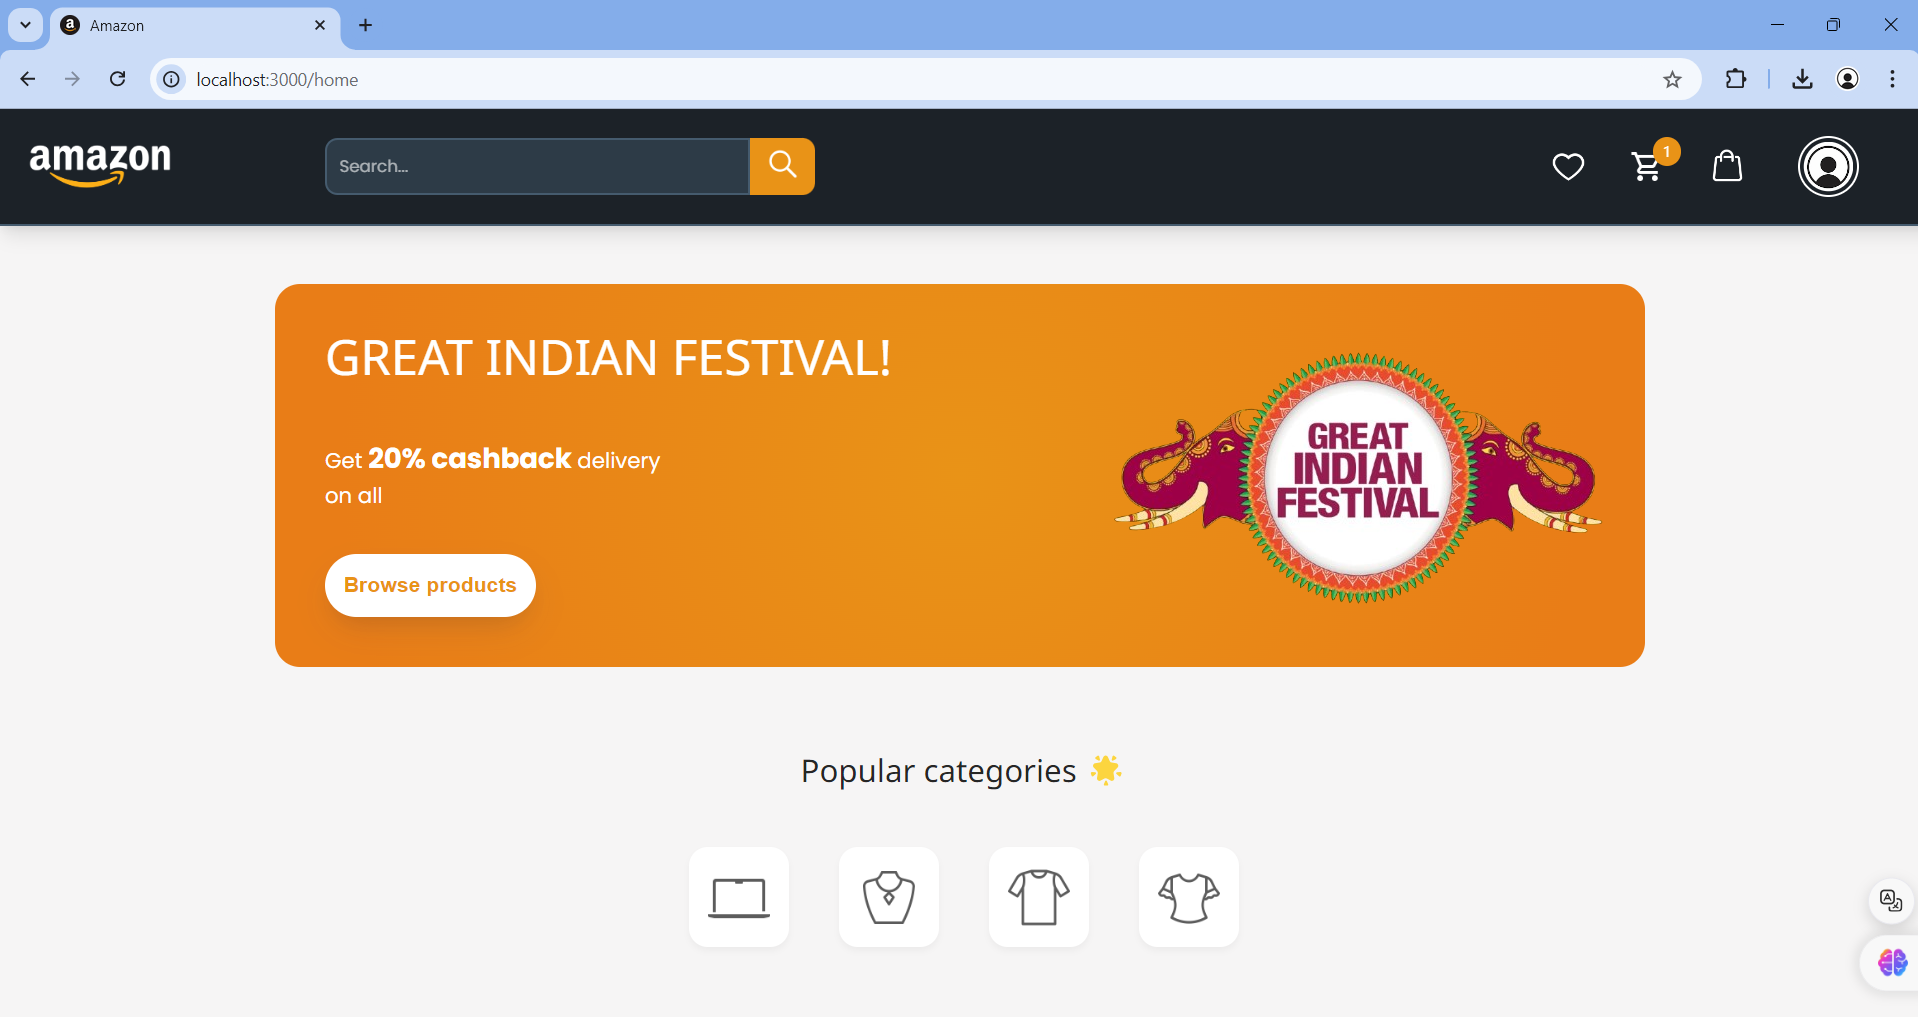 Amazon
localhost:3000/home
amazon
Search...
1
GREAT INDIAN FESTIVAL!
Get 20% cashback delivery
on all
Browse products
GREAT
INDIAN
FESTIVAL
Popular categories 🌟